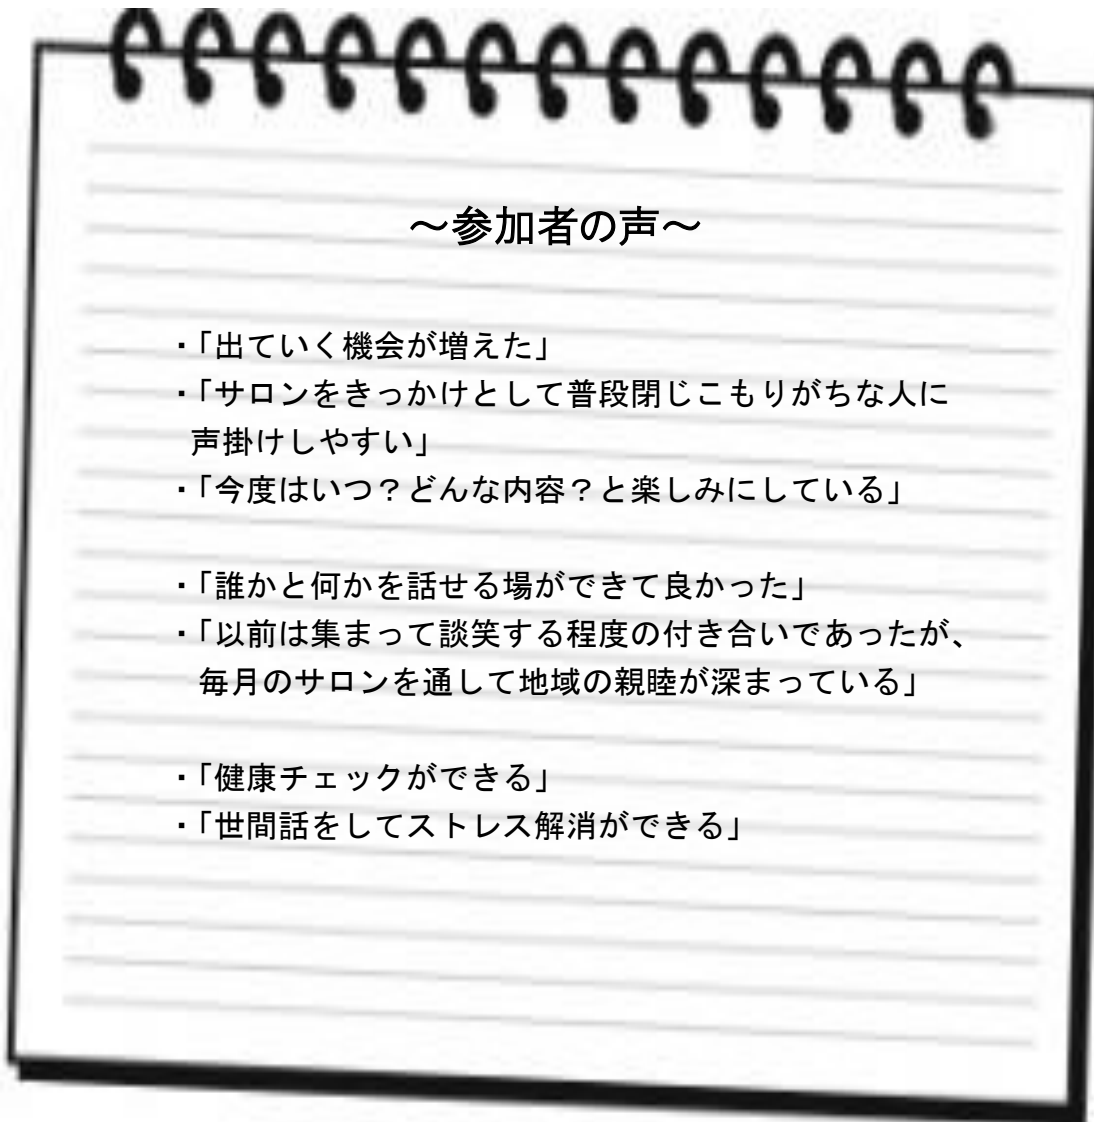 ～参加者の声～
・「出ていく機会が増えた」
・「サロンをきっかけとして普段閉じこもりがちな人に
声掛けしやすい」
・「今度はいつ？どんな内容？と楽しみにしている」
・「誰かと何かを話せる場ができて良かった」
・「以前は集まって談笑する程度の付き合いであったが、
毎月のサロンを通して地域の親睦が深まっている」
・「健康チェックができる」
・「世間話をしてストレス解消ができる」